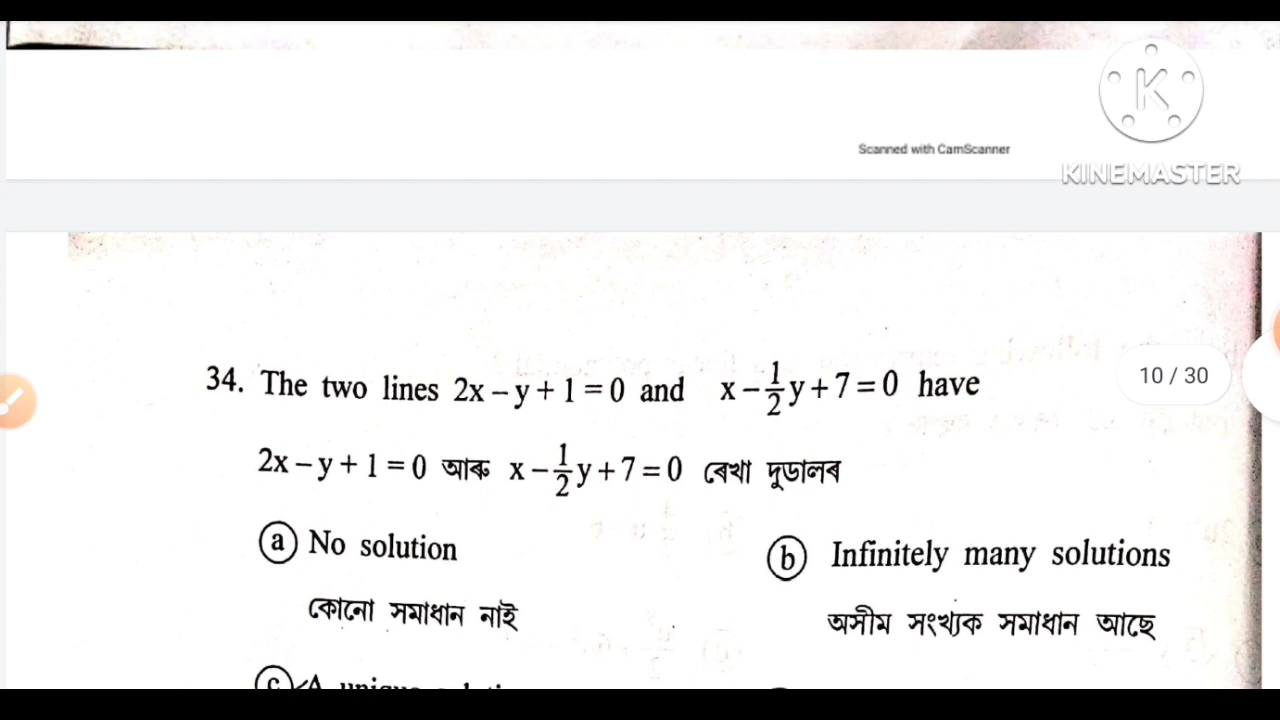 K
KINEMASTER
Scanned with CamScanner
10 / 30
34. The two lines 2x – y + 1 = 0 and x – 1/2 y + 7 = 0 have
2x – y + 1 = 0 আৰু x – 1/2 y + 7 = 0 ৰেখা দুডালৰ
(a) No solution
(b) Infinitely many solutions
কোনো সমাধান নাই
অসীম সংখ্যক সমাধান আছে
(c) A unique